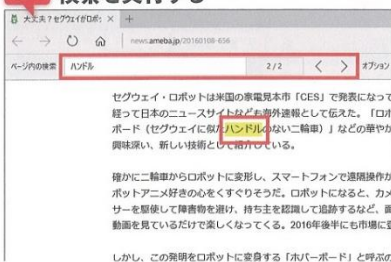 検索を実行する
大丈夫?セグウェイがロボ: × +
news.ameba.jp/20160108-656
ページ内の検索 ハンドル 2/2 < > オプション
セグウェイ・ロボットは米国の家電見本市「CES」で発表になって
経って日本のニュースサイトなども海外速報として伝えた。「ロボ
ボード（セグウェイに似たハンドルのない二輪車）」などの華やか
興味深い、新しい技術として紹介している。
確かに二輪車からロボットに変形し、スマートフォンで遠隔操作が
ボットアニメ好きの心をくすぐりそうだ。ロボットになると、カメ
サーを駆使して障害物を避け、持ち主を認識して追跡するなど、
動画を見ているだけで楽しくなってくる。2016年後半にも市場に
しかし、この発明をロボットに変身する「ホバーボード」と呼ぶの